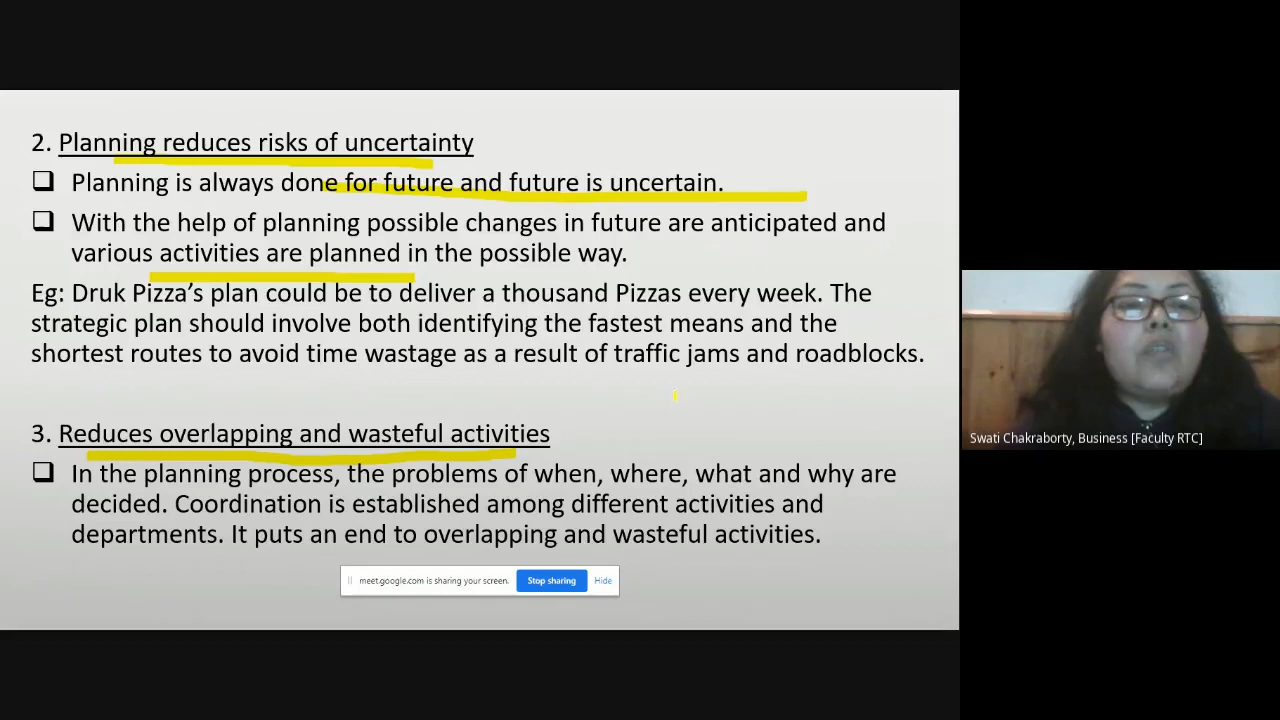 2. Planning reduces risks of uncertainty
❑ Planning is always done for future and future is uncertain.
❑ With the help of planning possible changes in future are anticipated and
various activities are planned in the possible way.
Eg: Druk Pizza’s plan could be to deliver a thousand Pizzas every week. The
strategic plan should involve both identifying the fastest means and the
shortest routes to avoid time wastage as a result of traffic jams and roadblocks.
3. Reduces overlapping and wasteful activities
❑ In the planning process, the problems of when, where, what and why are
decided. Coordination is established among different activities and
departments. It puts an end to overlapping and wasteful activities.
meet.google.com is sharing your screen. Stop sharing Hide
Swati Chakraborty, Business [Faculty RTC]